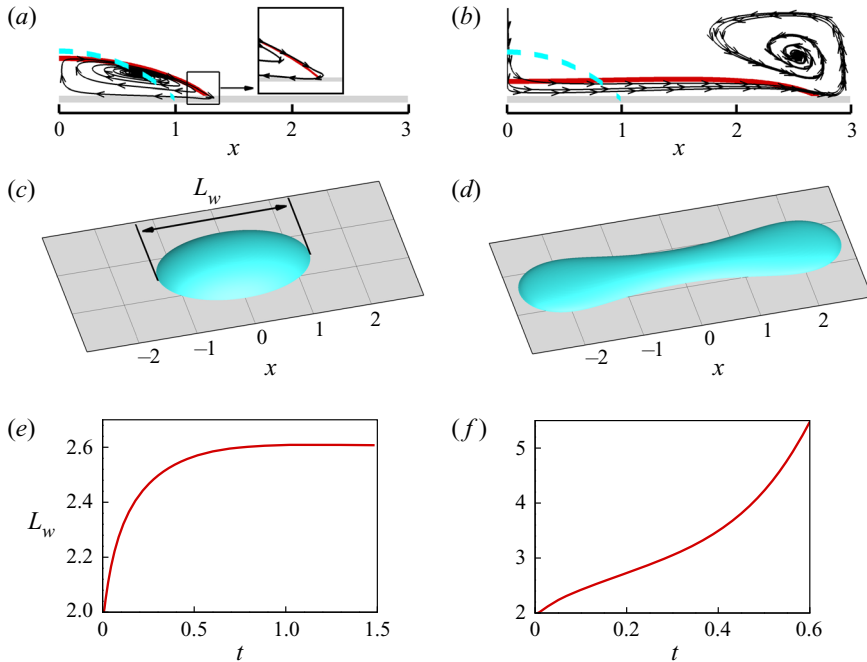 (a)
(b)
0 1 2 3
x
0 1 2 3
x
(c)
(d)
L_w
−2 −1 0 1 2
x
−2 −1 0 1 2
x
(e)
(f)
2.6
2.4
L_w
2.2
2.0
0 0.5 1.0 1.5
t
5
4
3
2
0 0.2 0.4 0.6
t